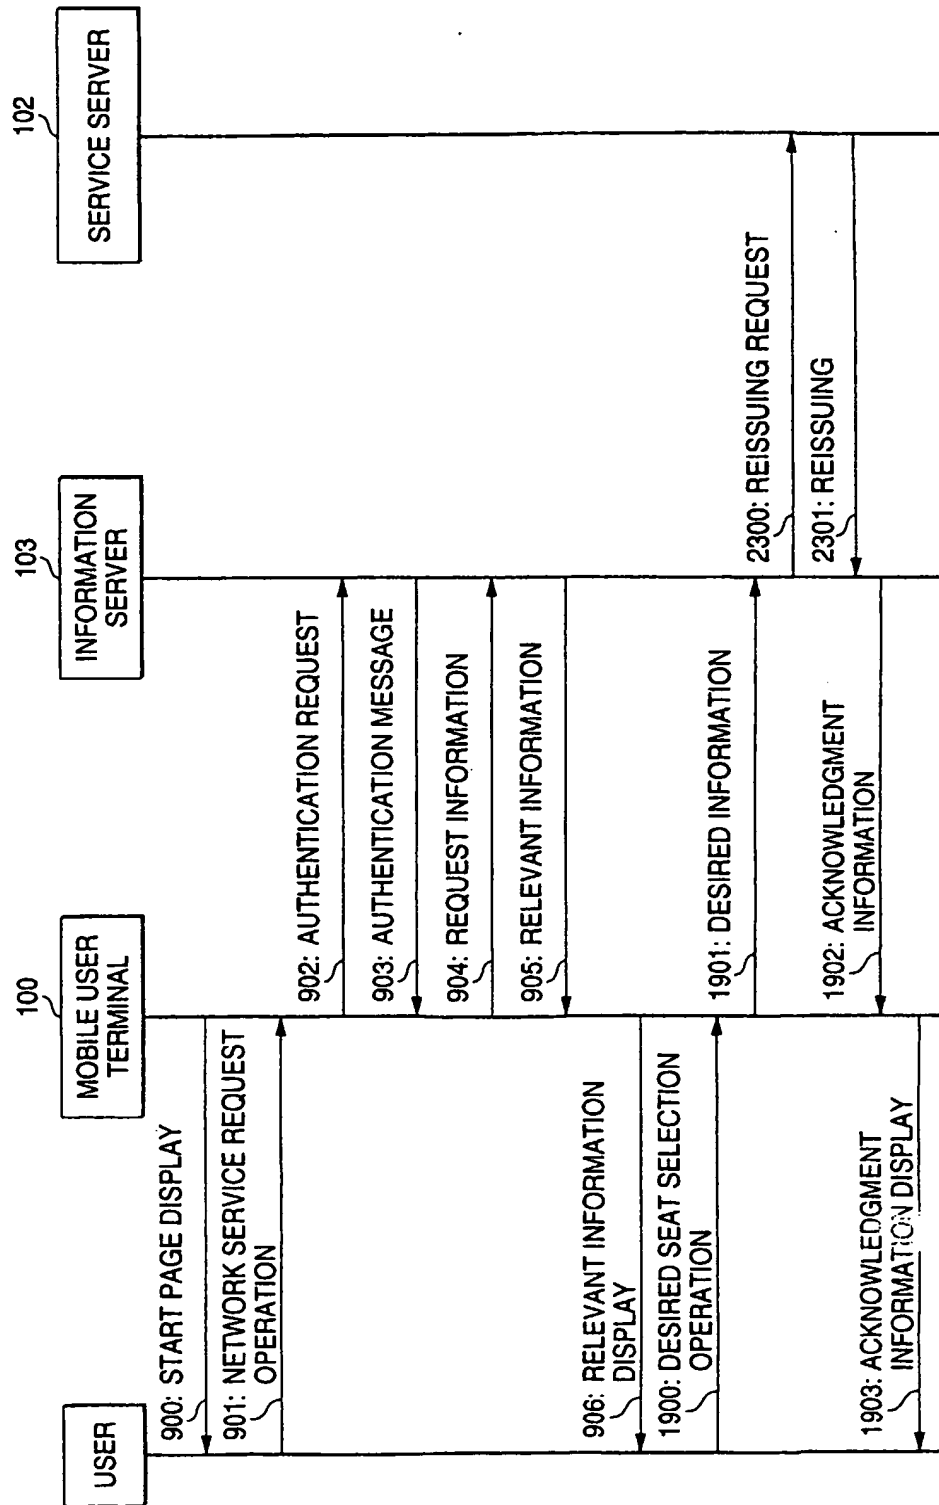 USER
100
MOBILE USER
TERMINAL
103
INFORMATION
SERVER
102
SERVICE SERVER
900: START PAGE DISPLAY
901: NETWORK SERVICE REQUEST
OPERATION
902: AUTHENTICATION REQUEST
903: AUTHENTICATION MESSAGE
904: REQUEST INFORMATION
905: RELEVANT INFORMATION
906: RELEVANT INFORMATION
DISPLAY
1900: DESIRED SEAT SELECTION
OPERATION
1901: DESIRED INFORMATION
2300: REISSUING REQUEST
2301: REISSUING
1902: ACKNOWLEDGMENT
INFORMATION
1903: ACKNOWLEDGMENT
INFORMATION DISPLAY